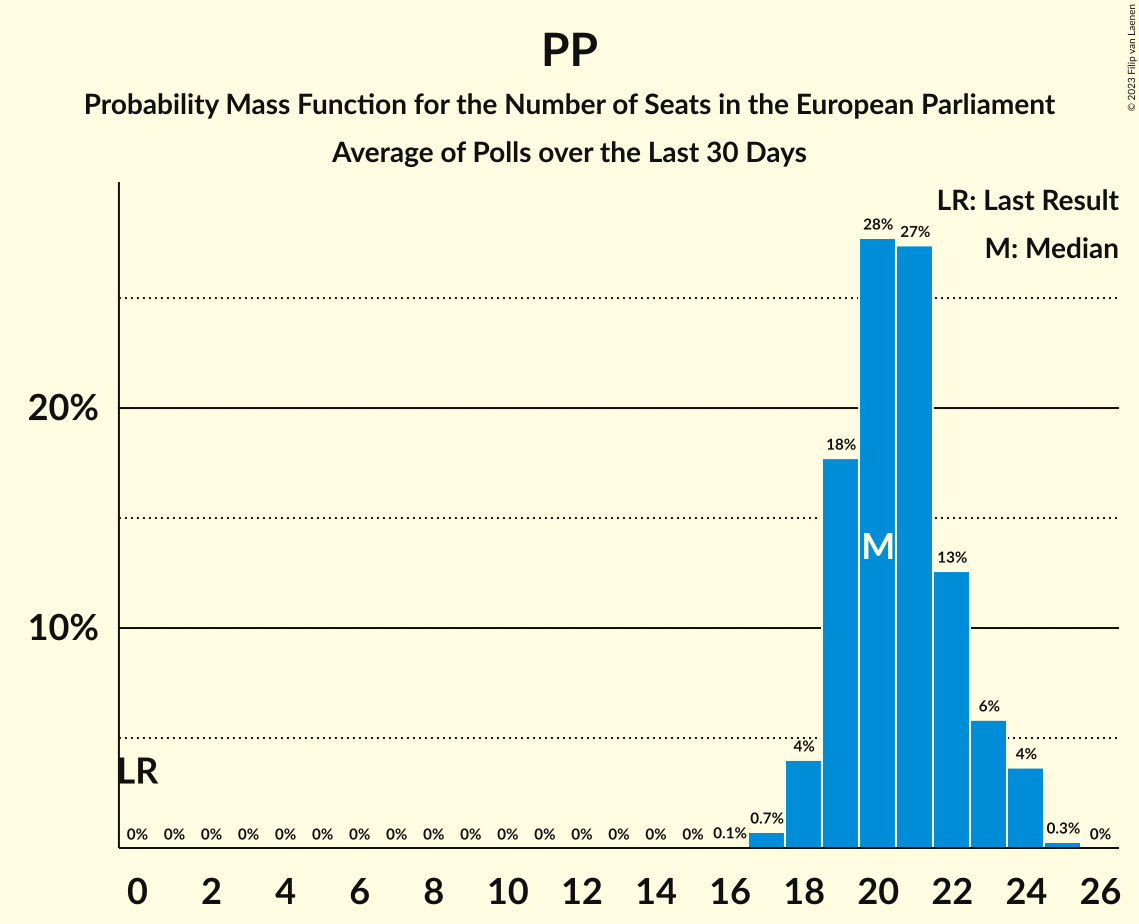 PP
Probability Mass Function for the Number of Seats in the European Parliament
Average of Polls over the Last 30 Days
© 2023 Filip van Laenen
LR: Last Result
M: Median
28%
27%
20%
18%
M
13%
10%
6%
4%
4%
LR
0% 0% 0% 0% 0% 0% 0% 0% 0% 0% 0% 0% 0% 0% 0% 0% 0.1% 0.7% 0.3% 0%
0 2 4 6 8 10 12 14 16 18 20 22 24 26